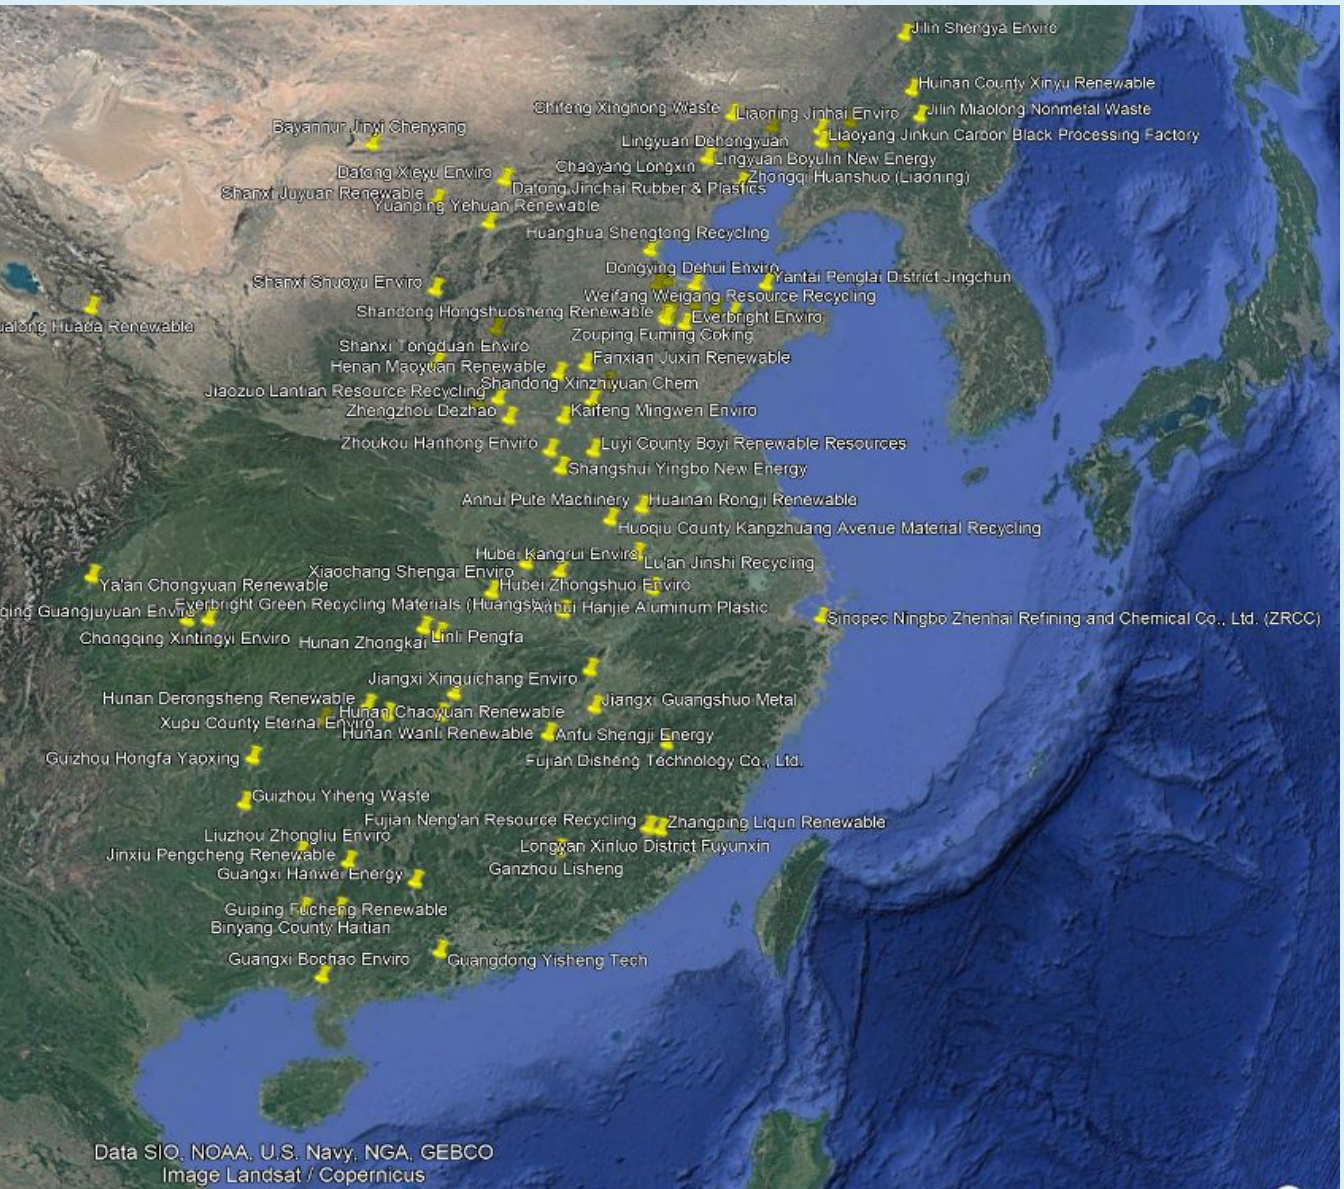 Jilin Shengya Enviro
Huinan County Xinyu Renewable
Chifeng Xinghong Waste
Liaoning Jinhai Enviro
Jilin Miaolong Nonmetal Waste
Bayannur Jinyi Chenyang
Liaoyang Jinkun Carbon Black Processing Factory
Lingyuan Dehongyuan
Lingyuan Boyulin New Energy
Chaoyang Longxin
Datong Xieyu Enviro
Zhongqi Huanshuo (Liaoning)
Datong Jinchai Rubber & Plastics
Shanxi Juyuan Renewable
Yuanping Yehuan Renewable
Huanghua Shengtong Recycling
Dongying Dehui Enviro
Yantai Penglai District Jingchun
Shanxi Shuoyu Enviro
Weifang Weigang Resource Recycling
Shandong Hongshuosheng Renewable
Everbright Enviro
ualong Huada Renewable
Zouping Fuming Coking
Shanxi Tongduan Enviro
Fanxian Juxin Renewable
Henan Maoyuan Renewable
Shandong Xinzhiyuan Chem
Jiaozuo Lantian Resource Recycling
Zhengzhou Dezhao
Kaifeng Mingwen Enviro
Zhoukou Hanhong Enviro
Luyi County Boyi Renewable Resources
Shangshui Yingbo New Energy
Anhui Pute Machinery
Huainan Rongji Renewable
Huoqiu County Kangzhuang Avenue Material Recycling
Hubei Kangrui Enviro
Lu'an Jinshi Recycling
Xiaochang Shengai Enviro
Ya'an Chongyuan Renewable
Hubei Zhongshuo Enviro
Everbright Green Recycling Materials (Huangshi)
Anhui Hanjie Aluminum Plastic
qing Guangjuyuan Enviro
Sinopec Ningbo Zhenhai Refining and Chemical Co., Ltd. (ZRCC)
Chongqing Xintingyi Enviro
Hunan Zhongkai
Linli Pengfa
Jiangxi Xinguichang Enviro
Hunan Derongsheng Renewable
Jiangxi Guangshuo Metal
Hunan Chaoyuan Renewable
Xupu County Eternal Enviro
Hunan Wanli Renewable
Anfu Shengji Energy
Guizhou Hongfa Yaoxing
Fujian Disheng Technology Co., Ltd.
Guizhou Yiheng Waste
Fujian Neng'an Resource Recycling
Zhangping Liqun Renewable
Liuzhou Zhongliu Enviro
Longyan Xinluo District Fuyunxin
Jinxiu Pengcheng Renewable
Ganzhou Lisheng
Guangxi Hanwei Energy
Guiping Fucheng Renewable
Binyang County Haitian
Guangxi Bochao Enviro
Guangdong Yisheng Tech
Data SIO, NOAA, U.S. Navy, NGA, GEBCO
Image Landsat / Copernicus